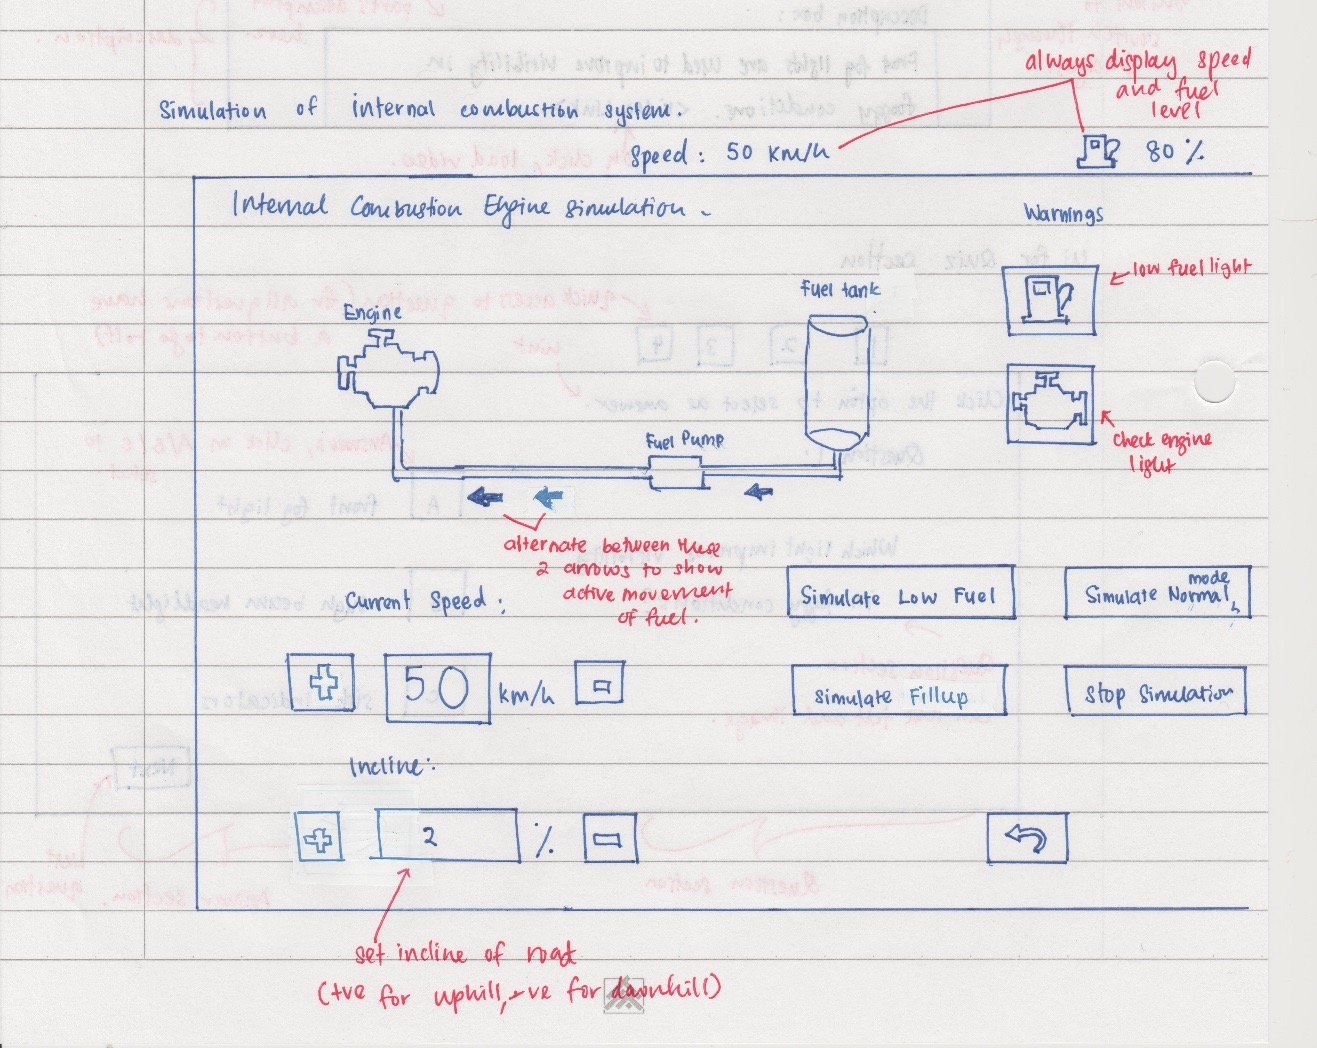 always display speed
and fuel
level
Simulation of internal combustion system.
Speed: 50 km/h
80 %
Internal Combustion Engine simulation.
Warnings
low fuel light
Fuel tank
Engine
Fuel Pump
check engine
light
alternate between these
2 arrows to show
active movement
of fuel.
Current Speed:
Simulate Low Fuel
Simulate Normal mode
+ 50 km/h -
Simulate Fillup
Stop Simulation
Incline:
+ 2 % -
set incline of road
(+ve for uphill, -ve for downhill)